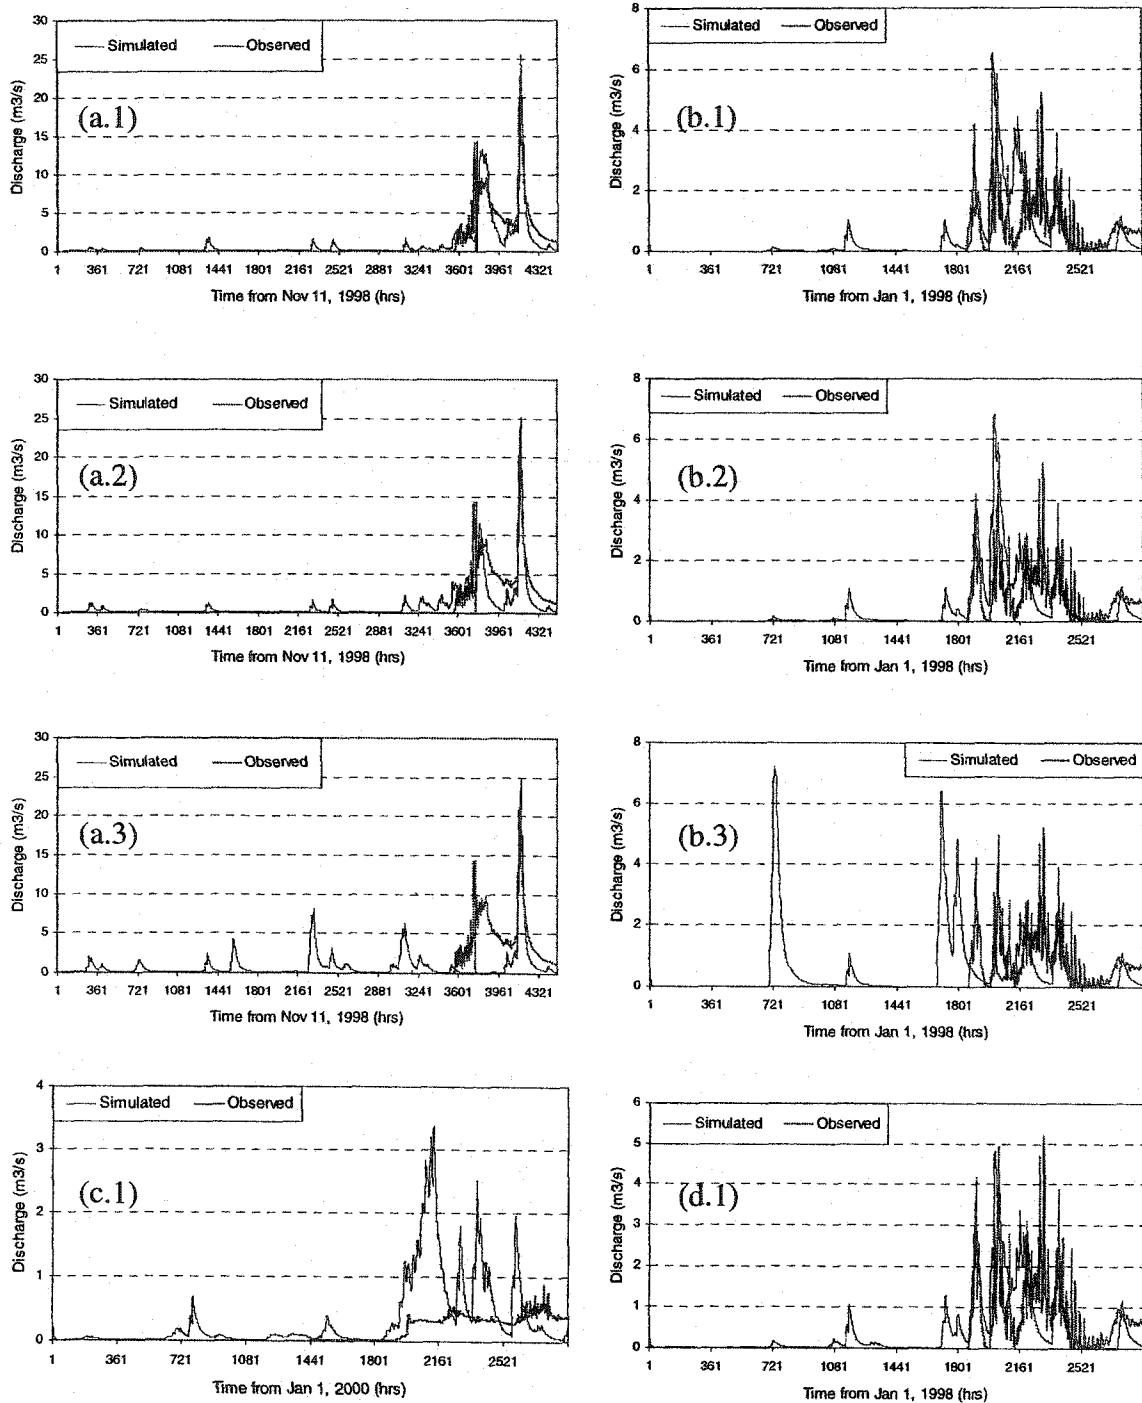 30
25
20
15
10
5
0
Discharge (m3/s)
Simulated Observed
(a.1)
1 361 721 1081 1441 1801 2161 2521 2881 3241 3601 3961 4321
Time from Nov 11, 1998 (hrs)
8
6
4
2
0
Discharge (m3/s)
Simulated Observed
(b.1)
1 361 721 1081 1441 1801 2161 2521
Time from Jan 1, 1998 (hrs)
30
25
20
15
10
5
0
Discharge (m3/s)
Simulated Observed
(a.2)
1 361 721 1081 1441 1801 2161 2521 2881 3241 3601 3961 4321
Time from Nov 11, 1998 (hrs)
8
6
4
2
0
Discharge (m3/s)
Simulated Observed
(b.2)
1 361 721 1081 1441 1801 2161 2521
Time from Jan 1, 1998 (hrs)
30
25
20
15
10
5
0
Discharge (m3/s)
Simulated Observed
(a.3)
1 361 721 1081 1441 1801 2161 2521 2881 3241 3601 3961 4321
Time from Nov 11, 1998 (hrs)
8
6
4
2
0
Discharge (m3/s)
Simulated Observed
(b.3)
1 361 721 1081 1441 1801 2161 2521
Time from Jan 1, 1998 (hrs)
4
3
2
1
0
Discharge (m3/s)
Simulated Observed
(c.1)
1 361 721 1081 1441 1801 2161 2521
Time from Jan 1, 2000 (hrs)
6
5
4
3
2
1
0
Discharge (m3/s)
Simulated Observed
(d.1)
1 361 721 1081 1441 1801 2161 2521
Time from Jan 1, 1998 (hrs)